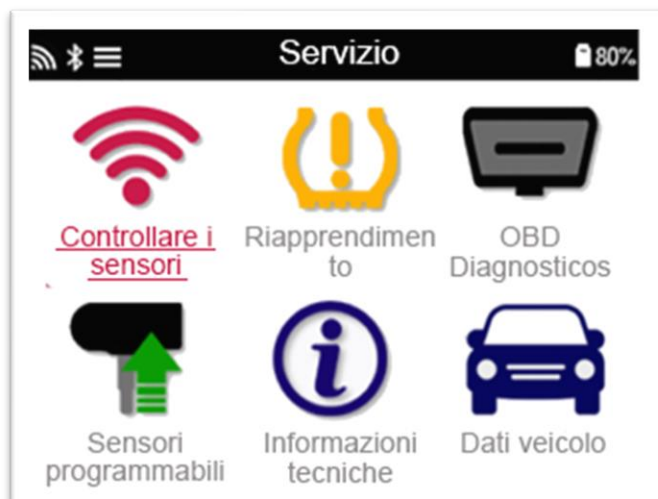 Servizio
80%
Controllare i
sensori
Riapprendimen
to
OBD
Diagnosticos
Sensori
programmabili
Informazioni
tecniche
Dati veicolo